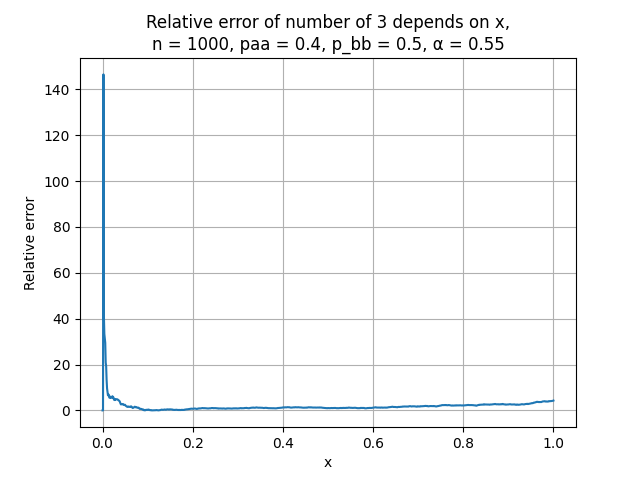 Relative error of number of 3 depends on x,
n = 1000, paa = 0.4, p_bb = 0.5, α = 0.55
140
120
100
80
60
40
20
0
Relative error
0.0 0.2 0.4 0.6 0.8 1.0
x